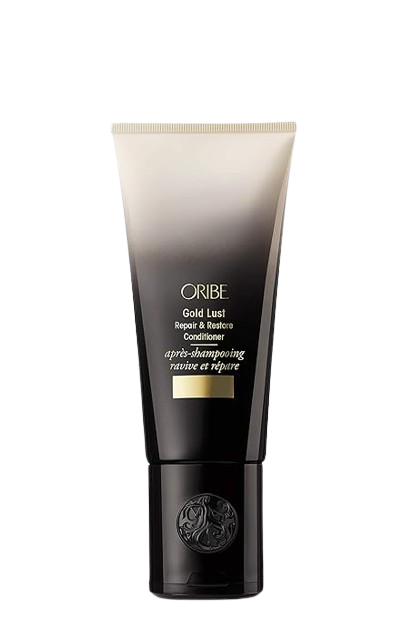 ORIBE
Gold Lust
Repair & Restore
Conditioner
après-shampooing
ravive et répare